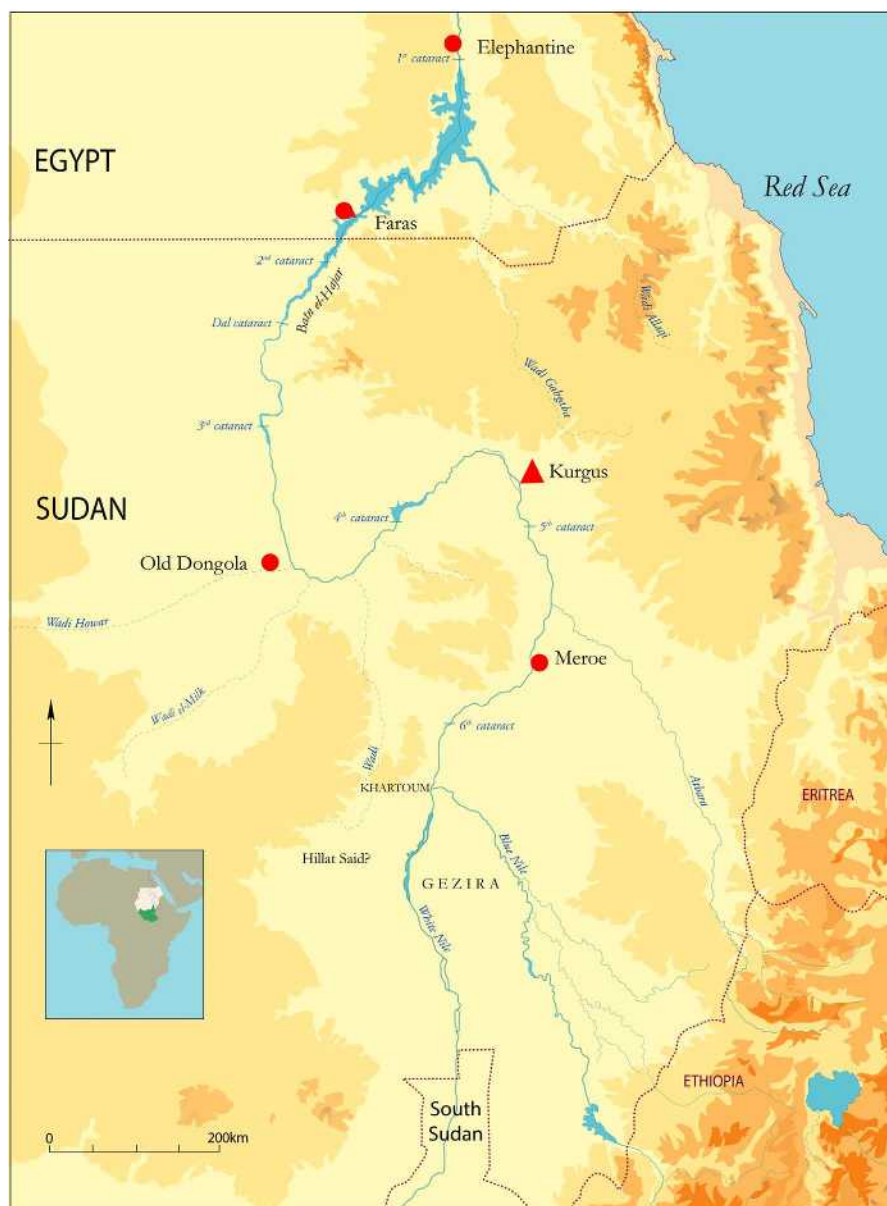 Elephantine
1st cataract
EGYPT
Red Sea
Faras
2nd cataract
Batn el-Hajar
Wadi Allaqi
Dal cataract
Wadi Gabgaba
3rd cataract
Kurgus
SUDAN
4th cataract
5th cataract
Old Dongola
Wadi Howar
Meroe
Wadi el-Milk
6th cataract
Wadi
Atbara
KHARTOUM
ERITREA
Blue Nile
Hillat Said?
GEZIRA
White Nile
ETHIOPIA
South
Sudan
0 200km